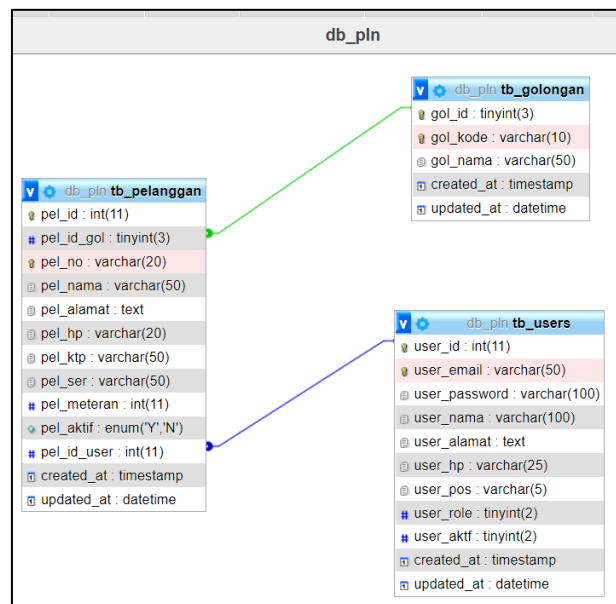 db_pln
db_pln tb_golongan
gol_id : tinyint(3)
gol_kode : varchar(10)
gol_nama : varchar(50)
created_at : timestamp
updated_at : datetime
db_pln tb_pelanggan
pel_id : int(11)
pel_id_gol : tinyint(3)
pel_no : varchar(20)
pel_nama : varchar(50)
pel_alamat : text
pel_hp : varchar(20)
pel_ktp : varchar(50)
pel_ser : varchar(50)
pel_meteran : int(11)
pel_aktif : enum('Y','N')
pel_id_user : int(11)
created_at : timestamp
updated_at : datetime
db_pln tb_users
user_id : int(11)
user_email : varchar(50)
user_password : varchar(100)
user_nama : varchar(100)
user_alamat : text
user_hp : varchar(25)
user_pos : varchar(5)
user_role : tinyint(2)
user_aktf : tinyint(2)
created_at : timestamp
updated_at : datetime